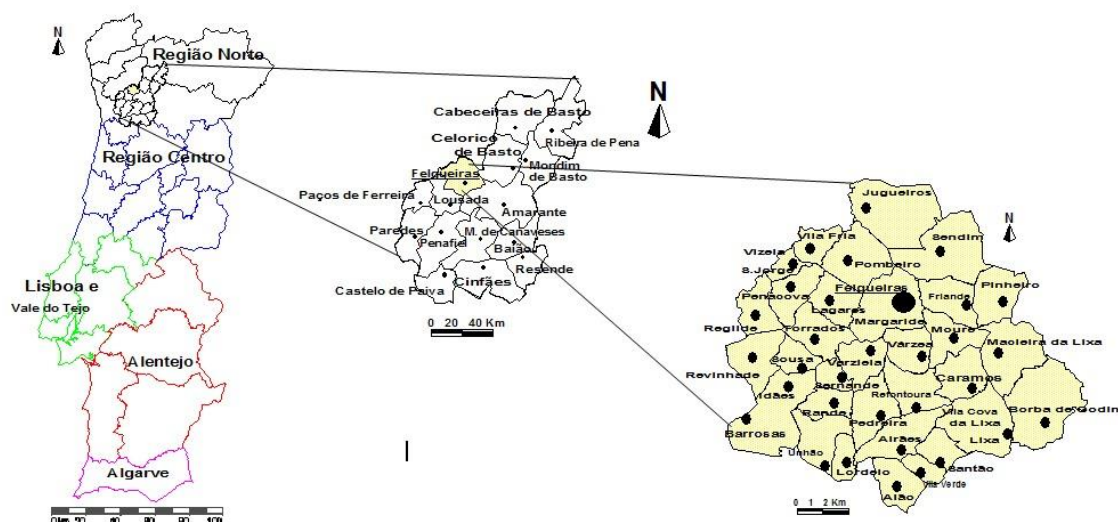 N
Região Norte
Região Centro
Lisboa e
Vale do Tejo
Alentejo
Algarve
100
N
Cabeceiras de Basto
Ribeira de Pena
Celorico
de Basto
Mondim
de Basto
Felgueiras
Paços de Ferreira
Lousada
Amarante
Paredes
Penafiel
M. de Canaveses
Baião
Resende
Cinfães
Castelo de Paiva
0 20 40 Km
N
Jugueiros
Vila Fria
Sendim
Vizela
S.Jorge
Pombeiro
Felgueiras
Penacova
Lagares
Friande
Pinheiro
Margaride
Regilde
Torrados
Moure
Várzea
Macieira da Lixa
Revinhade
Sousa
Varziela
Sernande
Caramos
Idães
Rande
Refontoura
Pedreira
Vila Cova
da Lixa
Borba de Godin
Barrosas
Airães
Lixa
Unhão
Lordelo
Santão
Vila Verde
Aião
0 1 2 Km